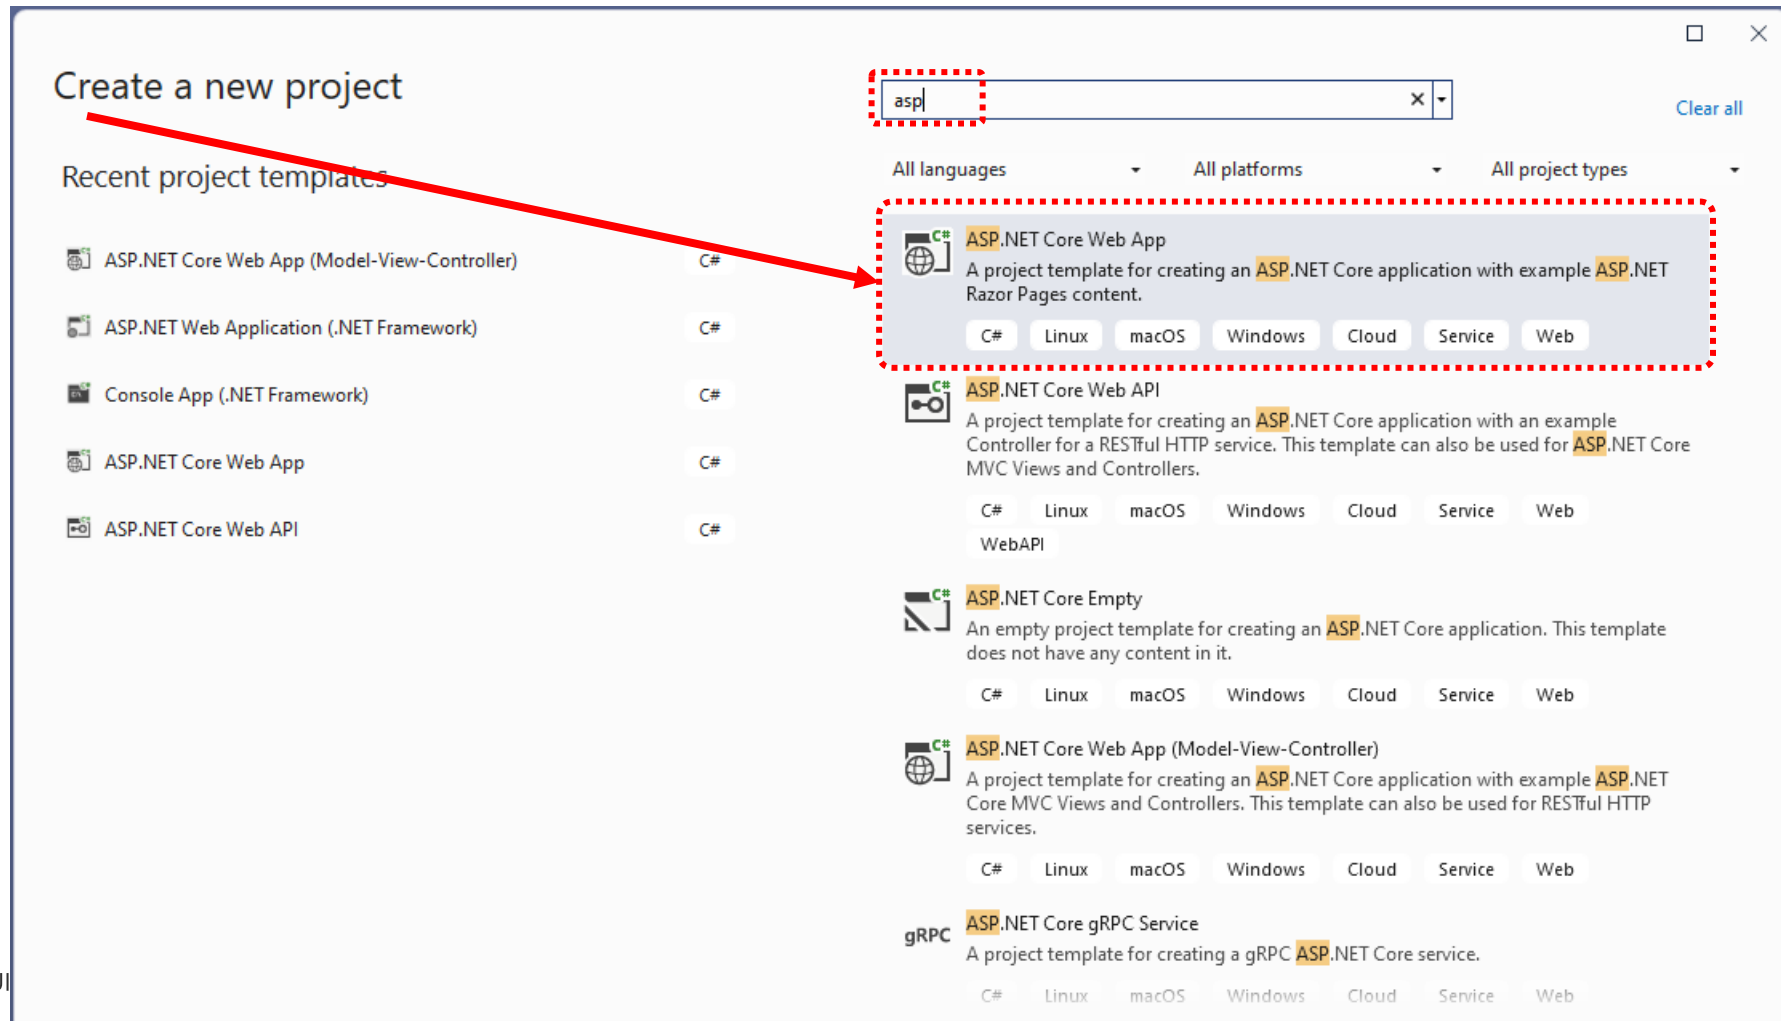 Create a new project
asp
Clear all
Recent project templates
All languages
All platforms
All project types
ASP.NET Core Web App (Model-View-Controller) C#
ASP.NET Web Application (.NET Framework) C#
Console App (.NET Framework) C#
ASP.NET Core Web App C#
ASP.NET Core Web API C#
C#
ASP.NET Core Web App
A project template for creating an ASP.NET Core application with example ASP.NET
Razor Pages content.
C# Linux macOS Windows Cloud Service Web
C#
ASP.NET Core Web API
A project template for creating an ASP.NET Core application with an example
Controller for a RESTful HTTP service. This template can also be used for ASP.NET Core
MVC Views and Controllers.
C# Linux macOS Windows Cloud Service Web
WebAPI
C#
ASP.NET Core Empty
An empty project template for creating an ASP.NET Core application. This template
does not have any content in it.
C# Linux macOS Windows Cloud Service Web
C#
ASP.NET Core Web App (Model-View-Controller)
A project template for creating an ASP.NET Core application with example ASP.NET
Core MVC Views and Controllers. This template can also be used for RESTful HTTP
services.
C# Linux macOS Windows Cloud Service Web
gRPC
ASP.NET Core gRPC Service
A project template for creating a gRPC ASP.NET Core service.
C# Linux macOS Windows Cloud Service Web